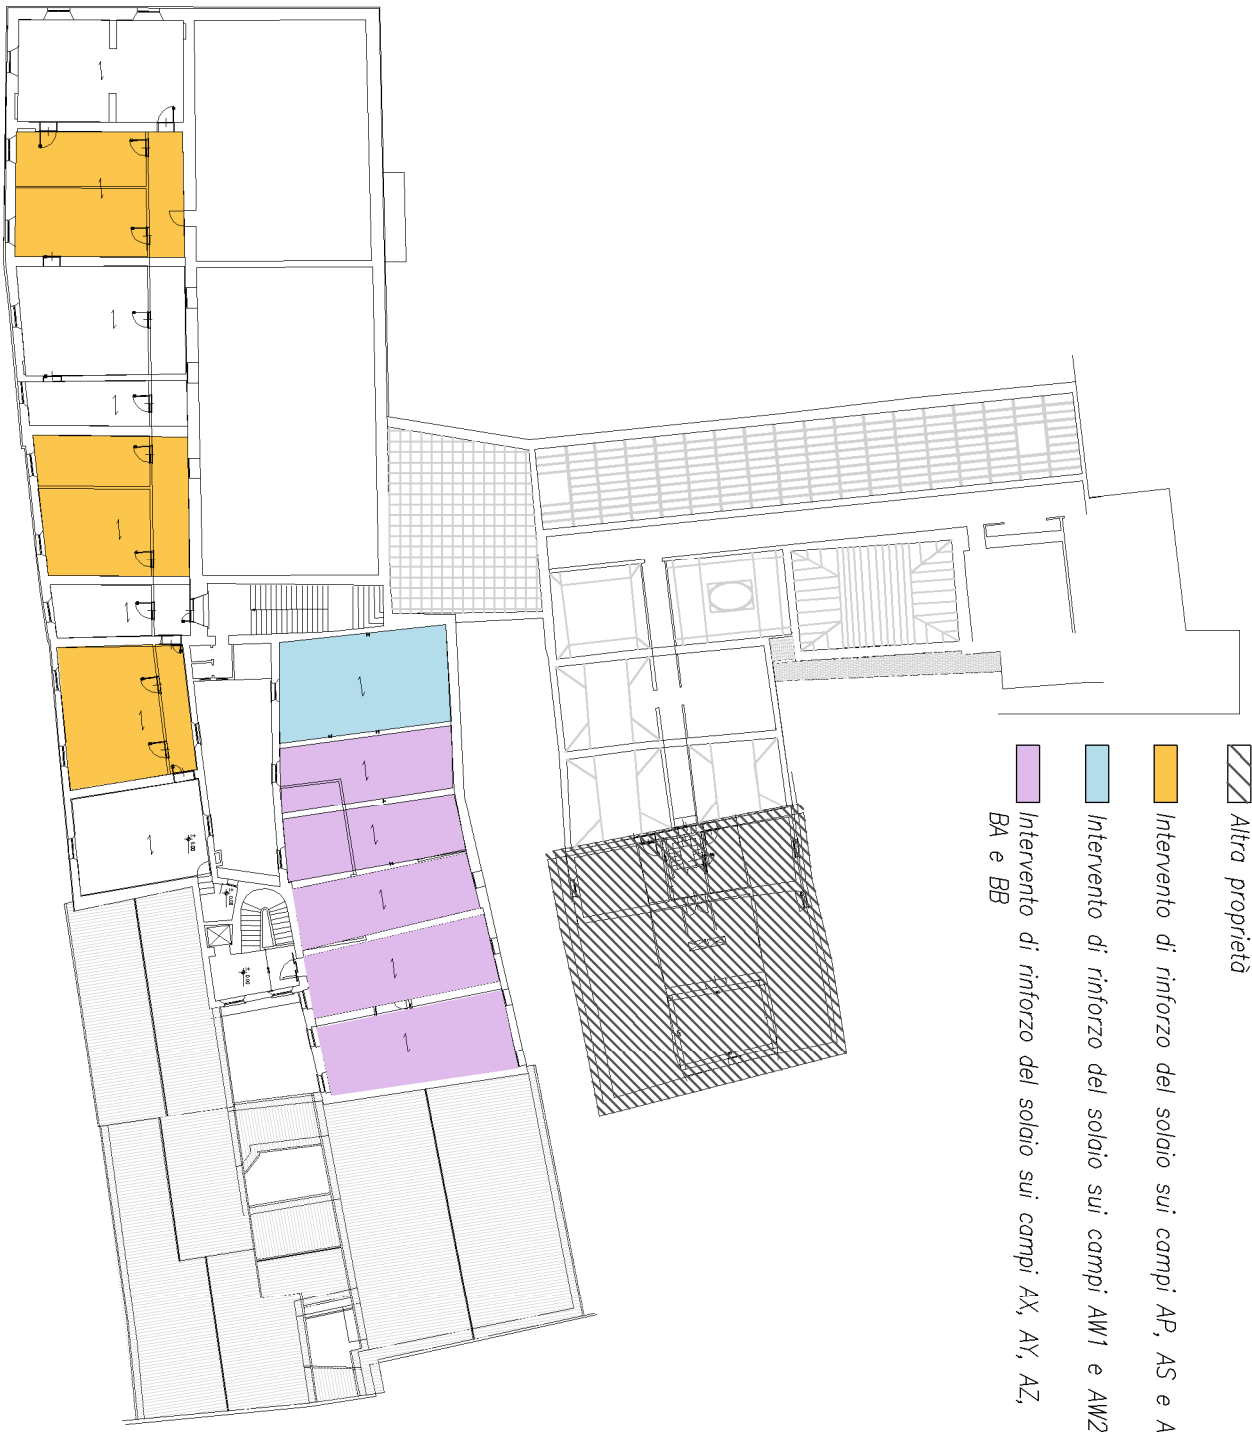 Altra proprietà
Intervento di rinforzo del solaio sui campi AP, AS e A
Intervento di rinforzo del solaio sui campi AW1 e AW2
Intervento di rinforzo del solaio sui campi AX, AY, AZ,
BA e BB